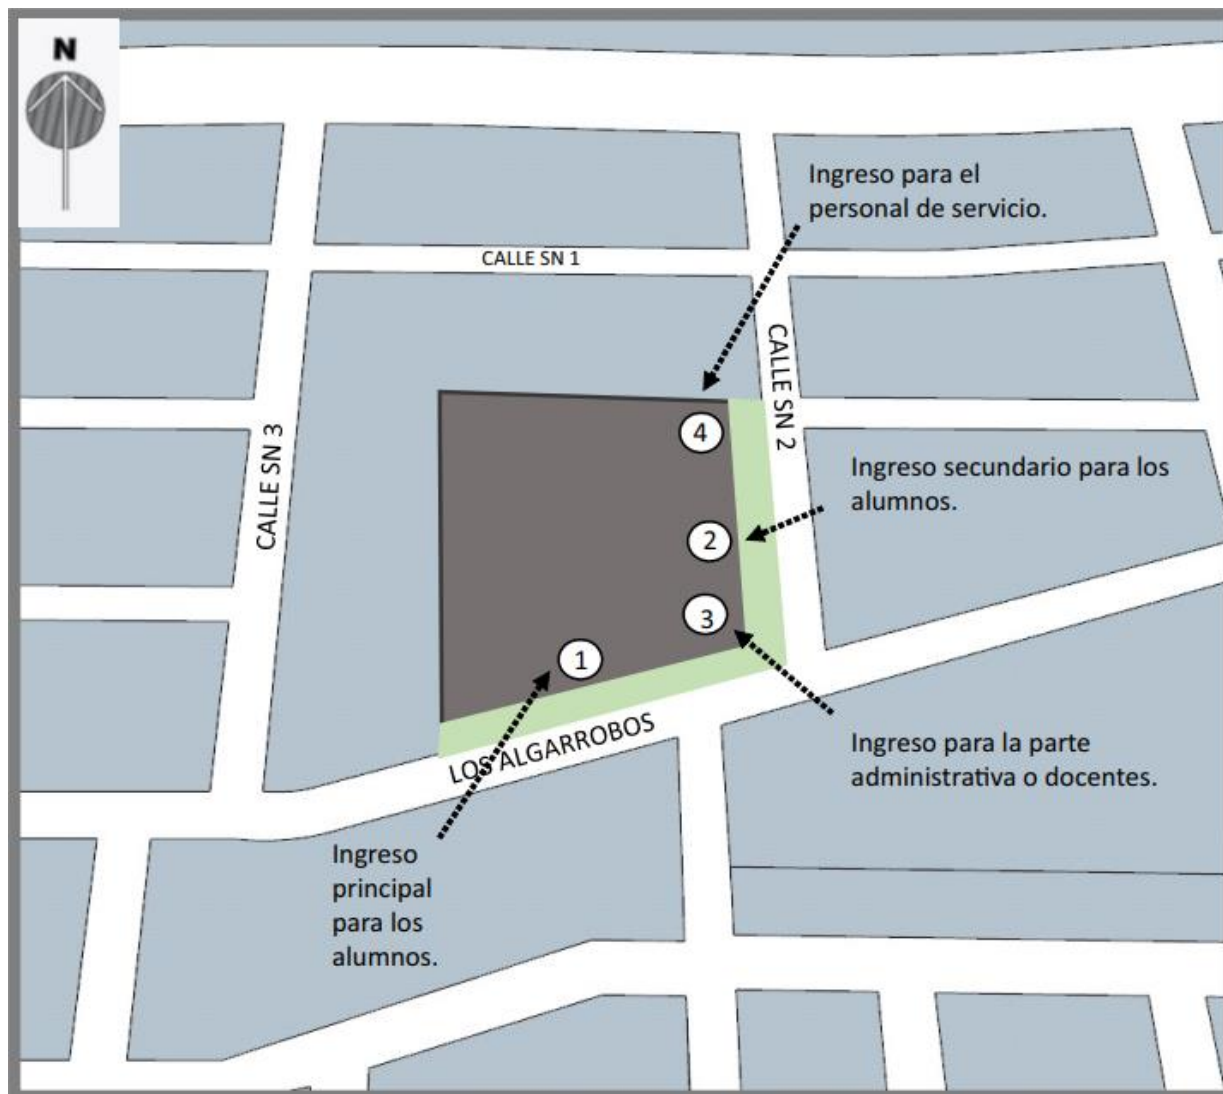 N
Ingreso para el
personal de servicio.
CALLE SN 1
CALLE SN 2
4
CALLE SN 3
Ingreso secundario para los
alumnos.
2
3
1
LOS ALGARROBOS
Ingreso para la parte
administrativa o docentes.
Ingreso
principal
para los
alumnos.